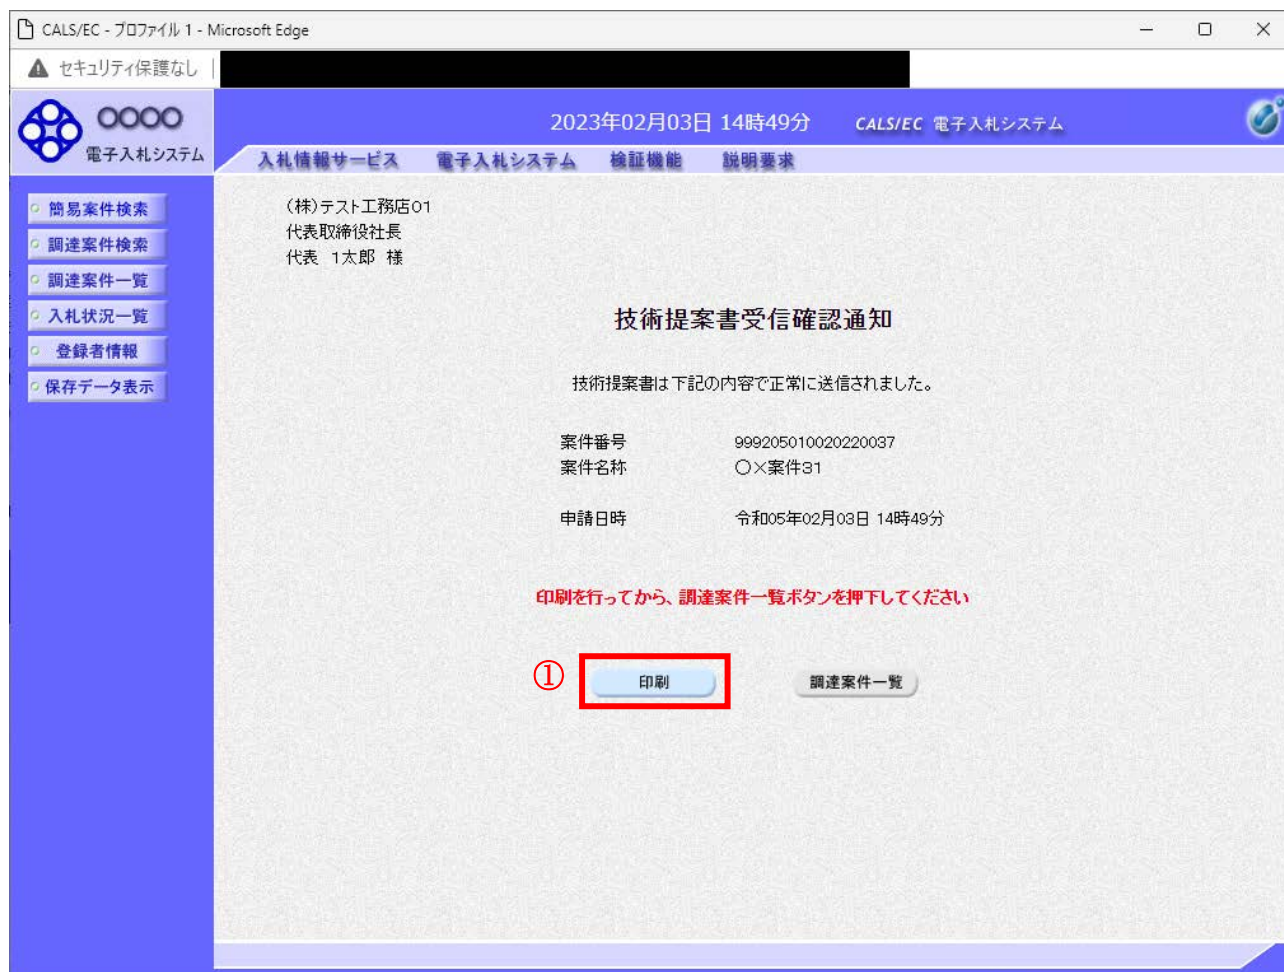 CALS/EC - プロファイル 1 - Microsoft Edge
セキュリティ保護なし
○○○○
電子入札システム
2023年02月03日 14時49分 CALS/EC 電子入札システム
入札情報サービス 電子入札システム 検証機能 説明要求
簡易案件検索
調達案件検索
調達案件一覧
入札状況一覧
登録者情報
保存データ表示
(株)テスト工務店01
代表取締役社長
代表 1太郎 様
技術提案書受信確認通知
技術提案書は下記の内容で正常に送信されました。
案件番号 999205010020220037
案件名称 ○×案件31
申請日時 令和05年02月03日 14時49分
印刷を行ってから、調達案件一覧ボタンを押下してください
① 印刷 調達案件一覧